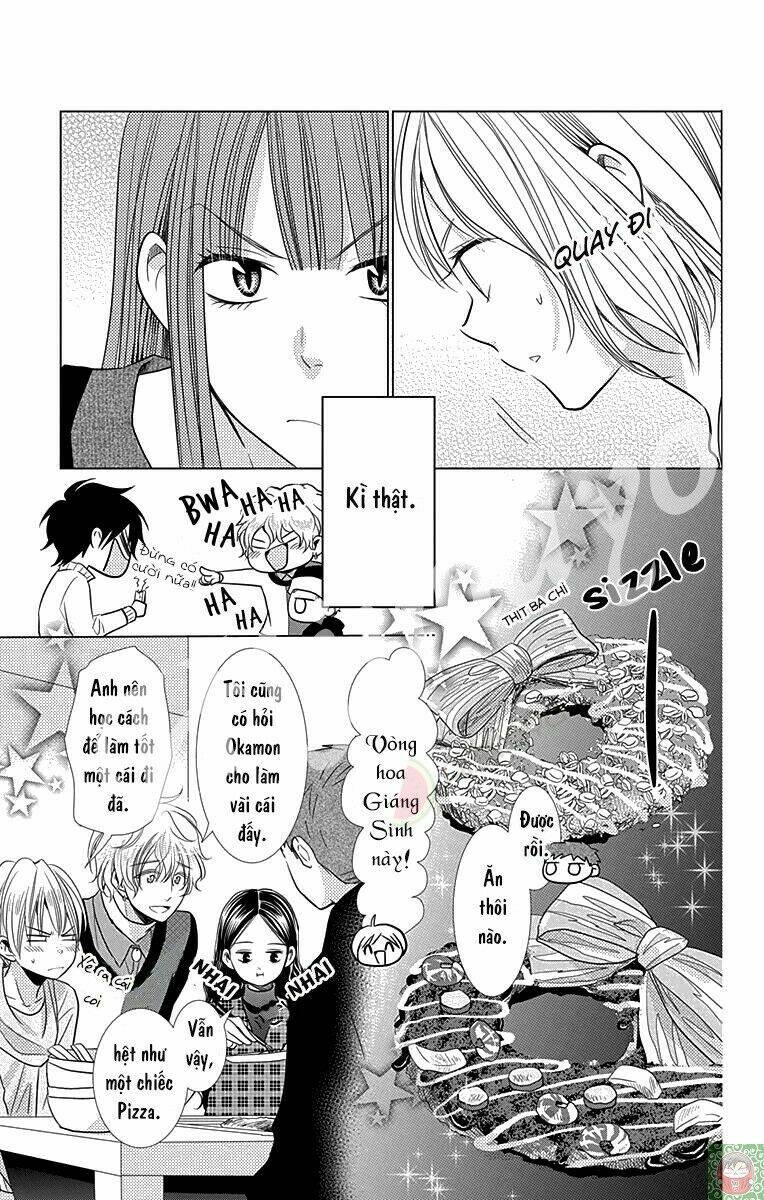 QUAY ĐI
Kì thật.
BWA
HA HA HA
HA
HA
HA
Đừng có
cười nữa!!
sizzle
THỊT BA CHỈ
Vòng
hoa
Giáng
Sinh
này!
Tôi cũng
có hỏi
Okamon
cho làm
vài cái
đấy.
Anh nên
học cách
để làm tốt
một cái đi
đã.
Được
rồi.
Ăn
thôi
nào.
NHAI
NHAI
coi
Vẫn
vậy,
hệt như
một chiếc
Pizza.